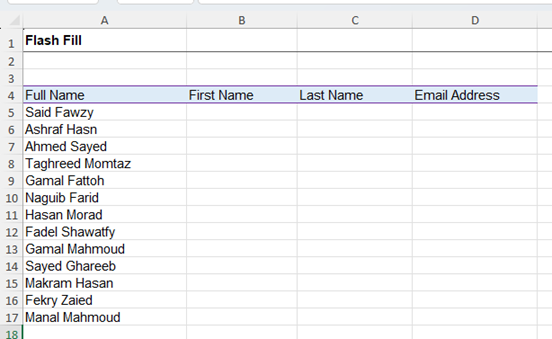 A B C D
1 Flash Fill
2
3
4 Full Name First Name Last Name Email Address
5 Said Fawzy
6 Ashraf Hasn
7 Ahmed Sayed
8 Taghreed Momtaz
9 Gamal Fattoh
10 Naguib Farid
11 Hasan Morad
12 Fadel Shawatfy
13 Gamal Mahmoud
14 Sayed Ghareeb
15 Makram Hasan
16 Fekry Zaied
17 Manal Mahmoud
18